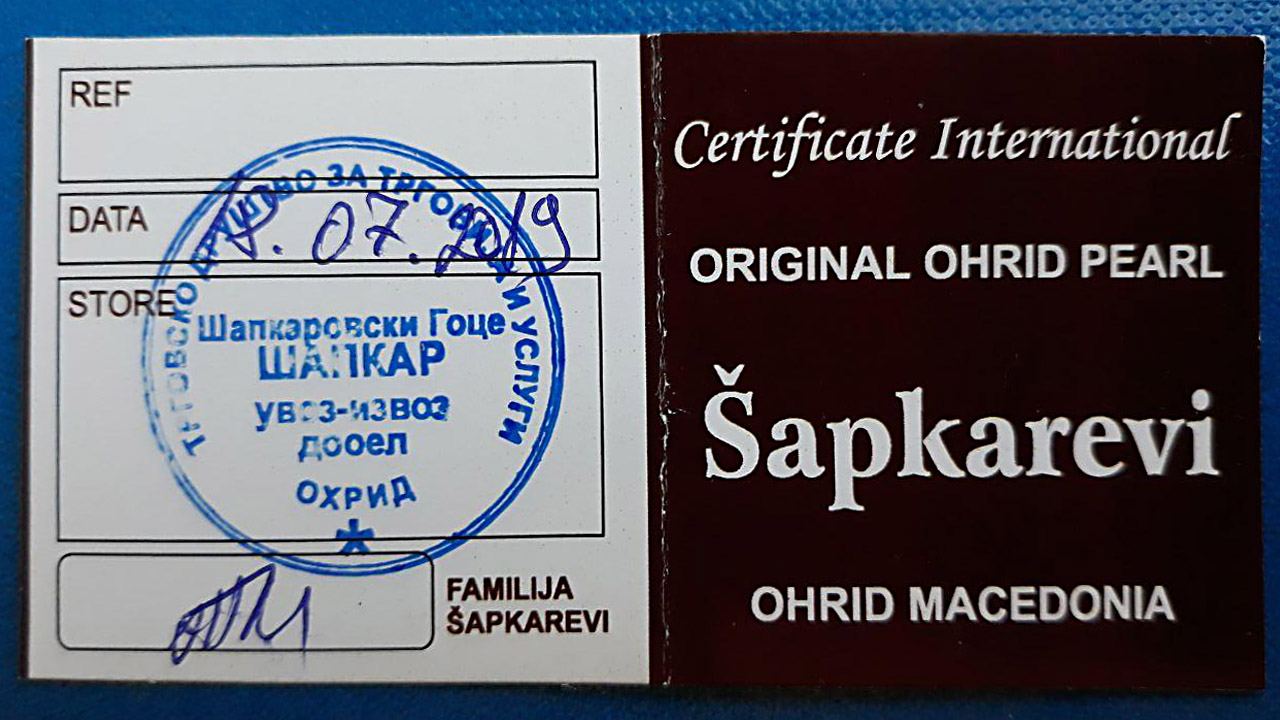 REF
DATA
07.2019
STORE
ТРГОВСКО ДРУШТВО ЗА ТРГОВИЈА И УСЛУГИ
Шапкаровски Гоце
ШАПКАР
увоз-извоз
дооел
ОХРИД
FAMILIJA
ŠAPKAREVI
Certificate International
ORIGINAL OHRID PEARL
Šapkarevi
OHRID MACEDONIA